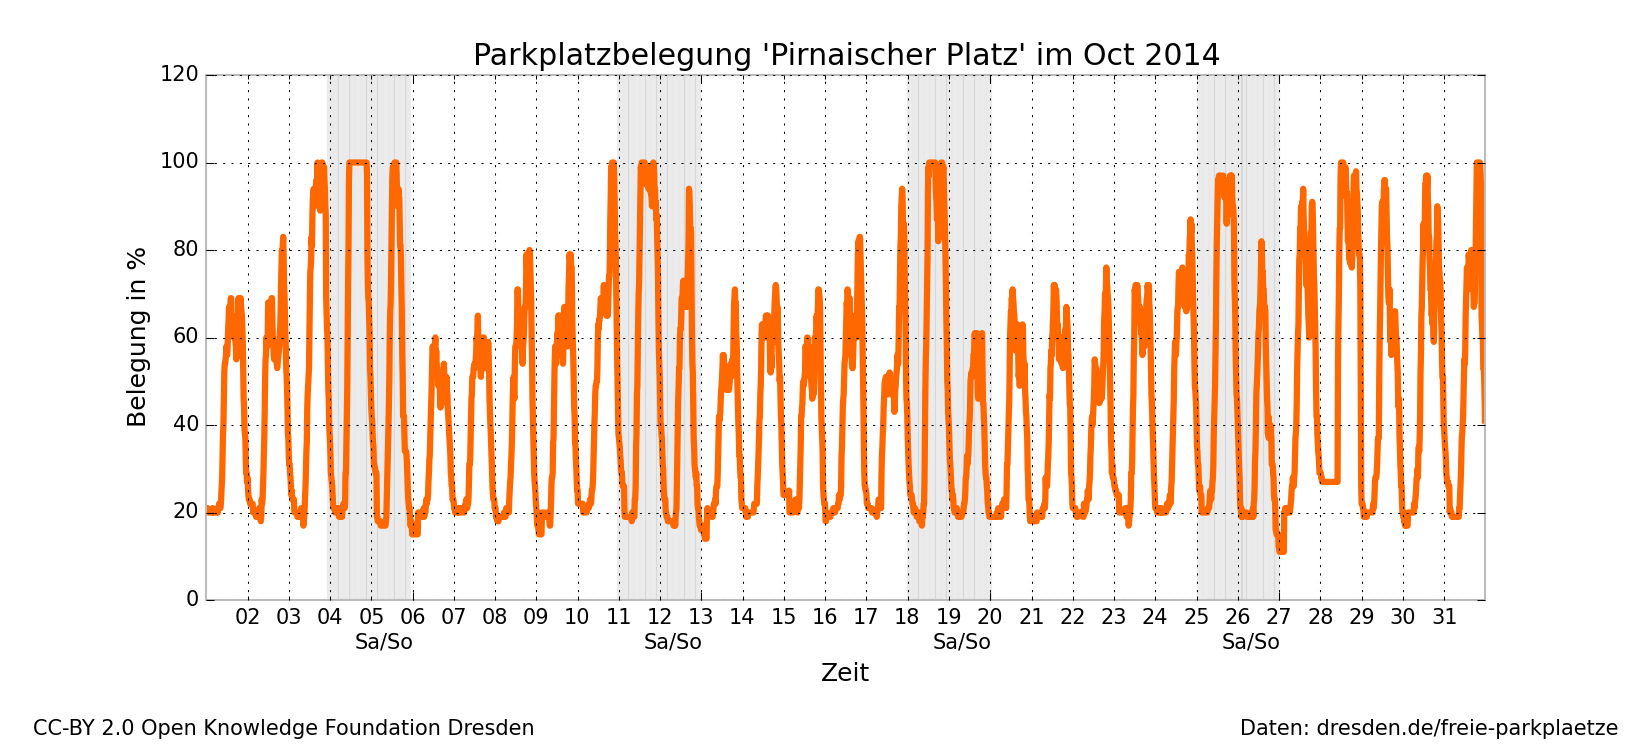 Parkplatzbelegung 'Pirnaischer Platz' im Oct 2014
120
100
80
60
40
20
0
Belegung in %
02 03 04 05 06 07 08 09 10 11 12 13 14 15 16 17 18 19 20 21 22 23 24 25 26 27 28 29 30 31
Sa/So Sa/So Sa/So Sa/So
Zeit
CC-BY 2.0 Open Knowledge Foundation Dresden
Daten: dresden.de/freie-parkplaetze